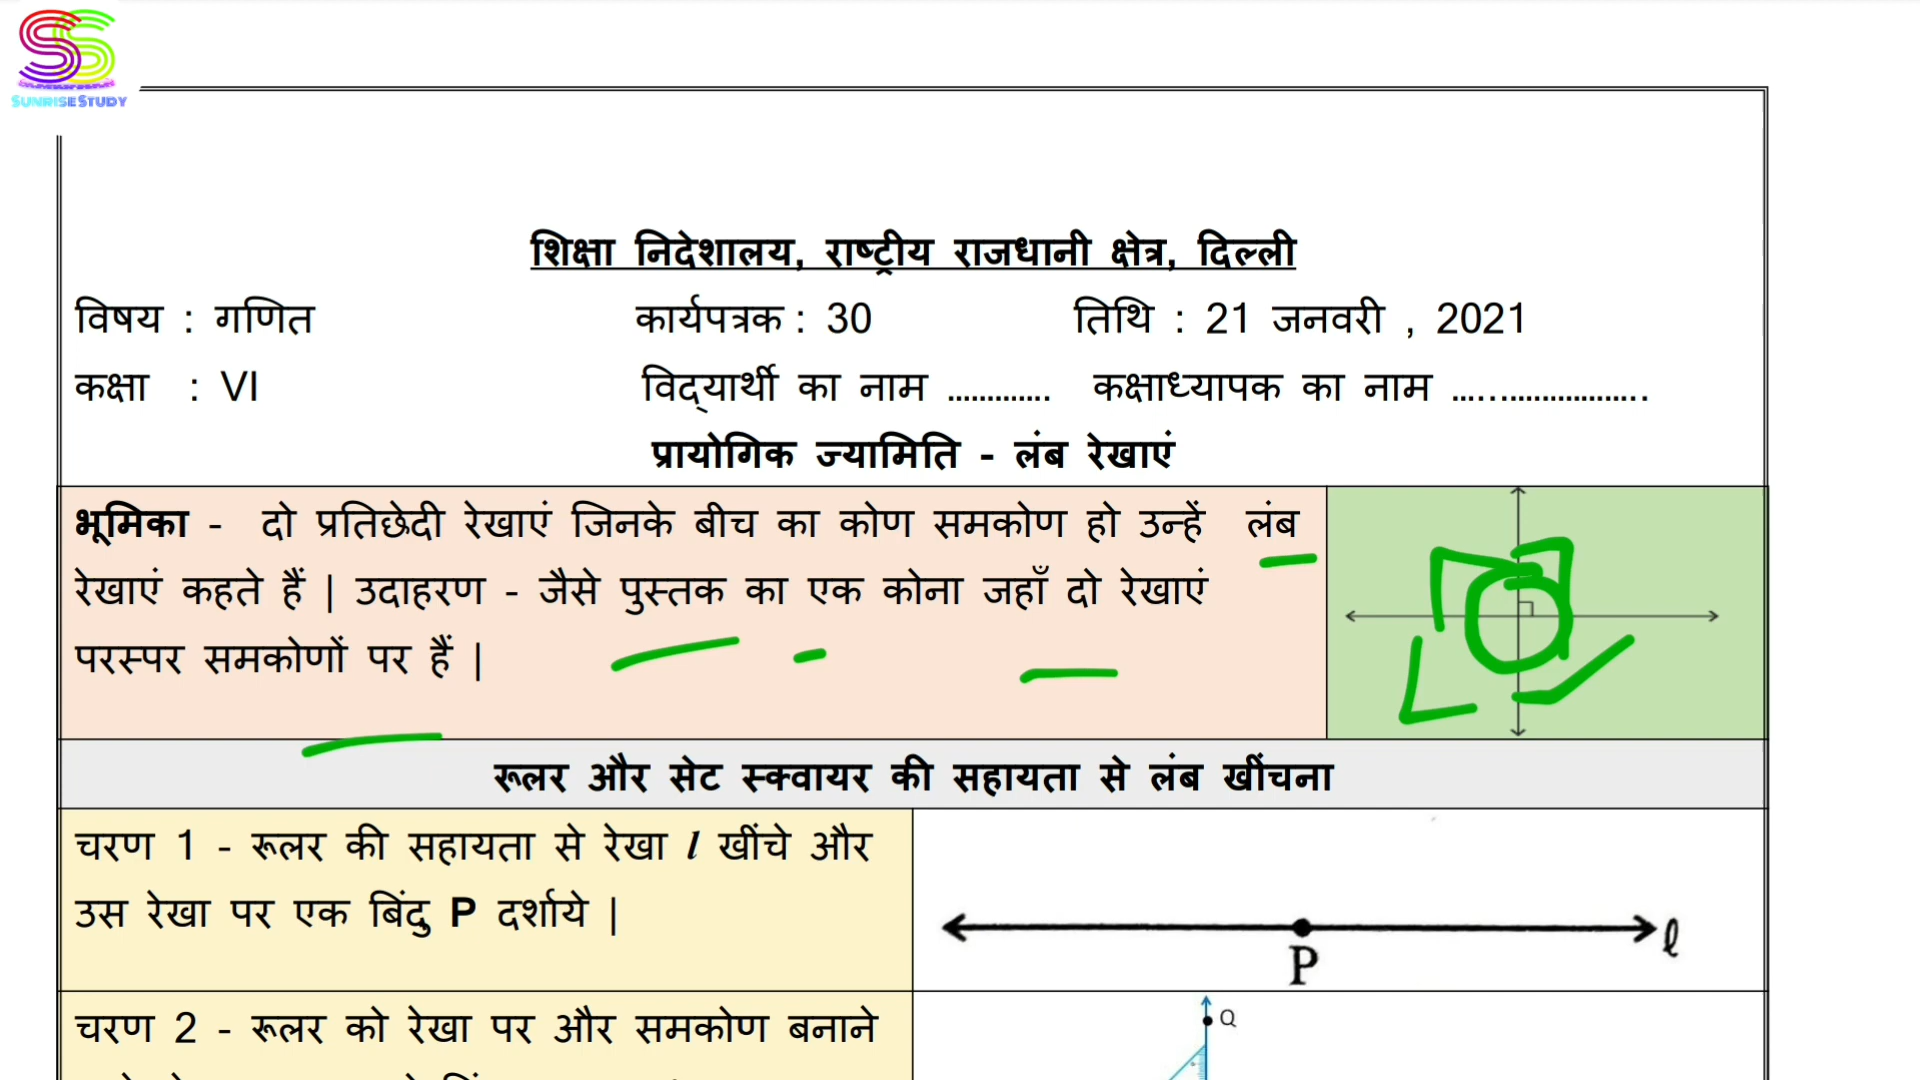 SUNRISE STUDY
शिक्षा निदेशालय, राष्ट्रीय राजधानी क्षेत्र, दिल्ली
विषय : गणित कार्यपत्रक : 30 तिथि : 21 जनवरी , 2021
कक्षा : VI विद्यार्थी का नाम ............. कक्षाध्यापक का नाम ......................
प्रायोगिक ज्यामिति - लंब रेखाएं
भूमिका - दो प्रतिछेदी रेखाएं जिनके बीच का कोण समकोण हो उन्हें लंब
रेखाएं कहते हैं | उदाहरण - जैसे पुस्तक का एक कोना जहाँ दो रेखाएं
परस्पर समकोणों पर हैं |
रूलर और सेट स्क्वायर की सहायता से लंब खींचना
चरण 1 - रूलर की सहायता से रेखा l खींचे और
उस रेखा पर एक बिंदु P दर्शाये |
ℓ
P
चरण 2 - रूलर को रेखा पर और समकोण बनाने
Q